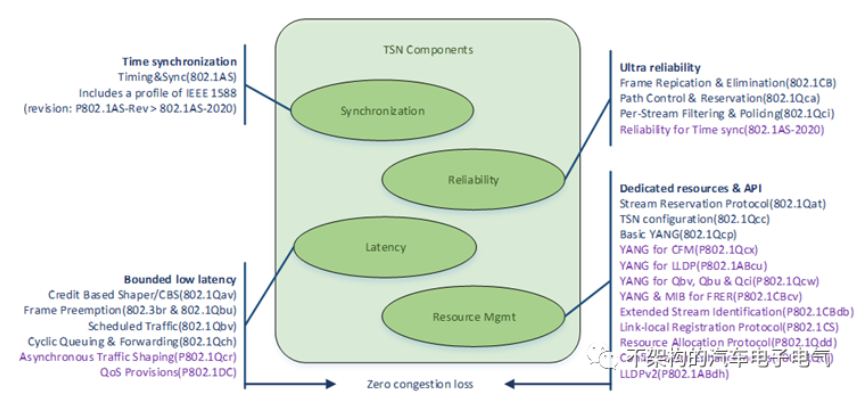 TSN Components
Time synchronization
Timing&Sync(802.1AS)
Includes a profile of IEEE 1588
(revision: P802.1AS-Rev > 802.1AS-2020)
Synchronization
Ultra reliability
Frame Repication & Elimination(802.1CB)
Path Control & Reservation(802.1Qca)
Per-Stream Filtering & Policing(802.1Qci)
Reliability for Time sync(802.1AS-2020)
Reliability
Dedicated resources & API
Stream Reservation Protocol(802.1Qat)
TSN configuration(802.1Qcc)
Basic YANG(802.1Qcp)
YANG for CFM(P802.1Qcx)
YANG for LLDP(P802.1ABcu)
YANG for Qbv, Qbu & Qci(P802.1Qcw)
YANG & MIB for FRER(P802.1CBcv)
Extended Stream Identification(P802.1CBdb)
Link-local Registration Protocol(P802.1CS)
Resource Allocation Protocol(P802.1Qdd)
LLDPv2(P802.1ABdh)
Latency
Bounded low latency
Credit Based Shaper/CBS(802.1Qav)
Frame Preemption(802.3br & 802.1Qbu)
Scheduled Traffic(802.1Qbv)
Cyclic Queuing & Forwarding(802.1Qch)
Asynchronous Traffic Shaping(P802.1Qcr)
QoS Provisions(P802.1DC)
Resource Mgmt
Zero congestion loss
不架构的汽车电子电气